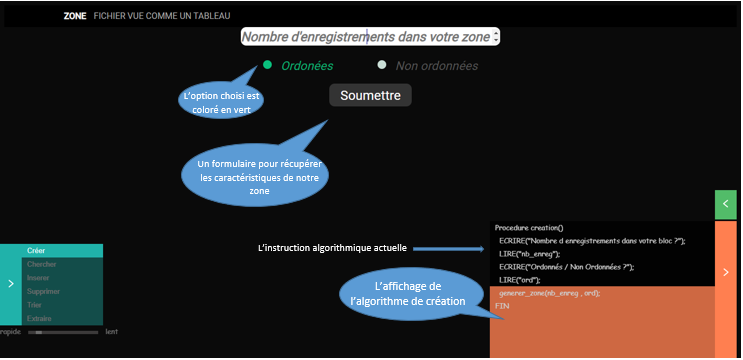 ZONE FICHIER VUE COMME UN TABLEAU
Nombre d'enregistrements dans votre zone
Ordonées Non ordonnées
L'option choisi est
coloré en vert
Soumettre
Un formulaire pour récupérer
les caractéristiques de notre
zone
L'instruction algorithmique actuelle
Procedure creation()
ECRIRE("Nombre d enregistrements dans votre bloc ?");
LIRE("nb_enreg");
ECRIRE("Ordonnés / Non Ordonnées ?");
LIRE("ord");
generer_zone(nb_enreg , ord);
FIN
L'affichage de
l'algorithme de création
Créer
Chercher
Inserer
Supprimer
Trier
Extraire
rapide lent